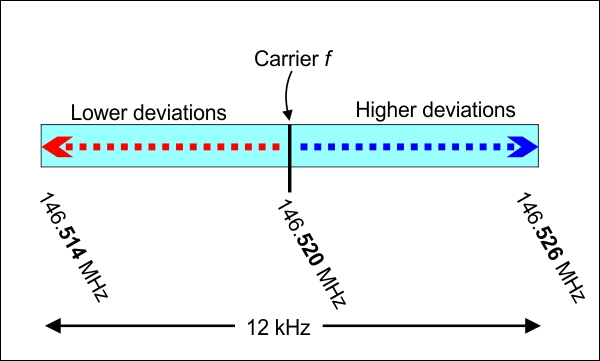 Carrier f
Lower deviations
Higher deviations
146.514 MHz
146.520 MHz
146.526 MHz
12 kHz